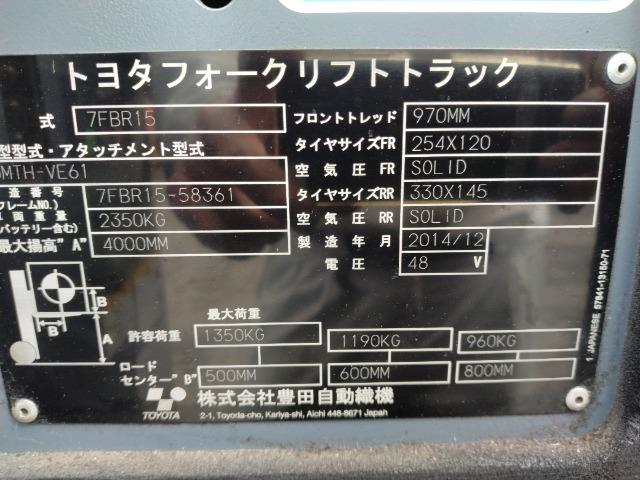 トヨタフォークリフトトラック
式 7FBR15 フロントトレッド 970MM
型型式・アタッチメント型式 タイヤサイズFR 254X120
MTH-VE61 空気圧FR SOLID
造番号 7FBR15-58361 タイヤサイズRR 330X145
フレームNO.)
両重量 2350KG 空気圧RR SOLID
バッテリー含む)
最大揚高"A" 4000MM 製造年月 2014/12
電圧 48 V
B
B
A
最大荷重
許容荷重 1350KG 1190KG 960KG
ロード
センター"B" 500MM 600MM 800MM
TOYOTA 株式会社豊田自動織機
2-1, Toyoda-cho, Kariya-shi, Aichi 448-8671 Japan
1 JAPANESE 57641-13150-71